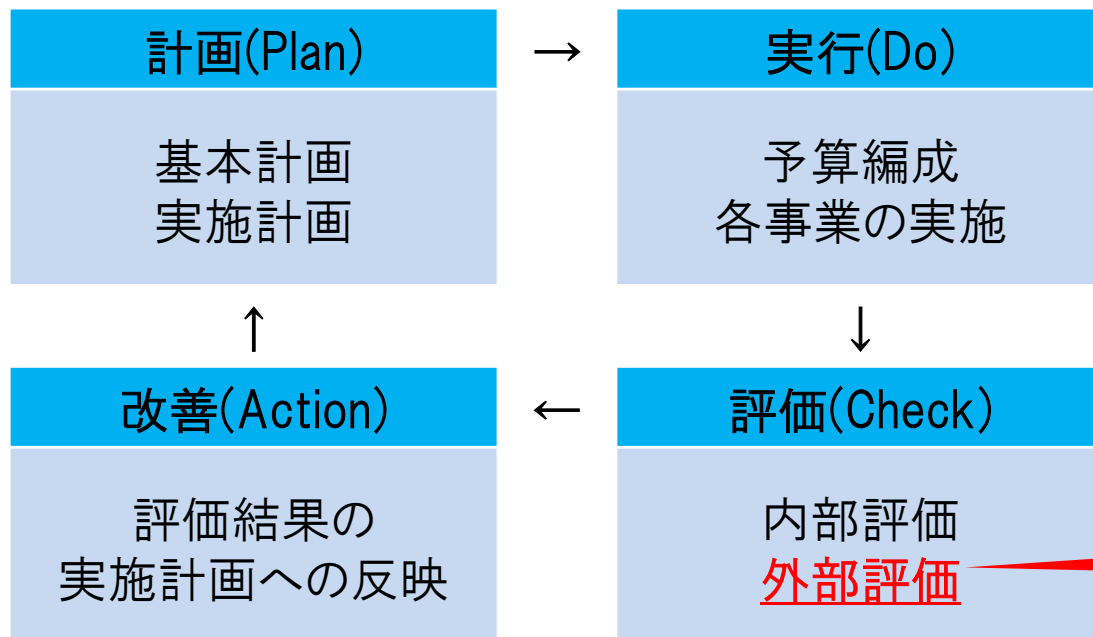 計画(Plan)
→
実行(Do)
基本計画
実施計画
予算編成
各事業の実施
↑
↓
改善(Action)
←
評価(Check)
評価結果の
実施計画への反映
内部評価
外部評価